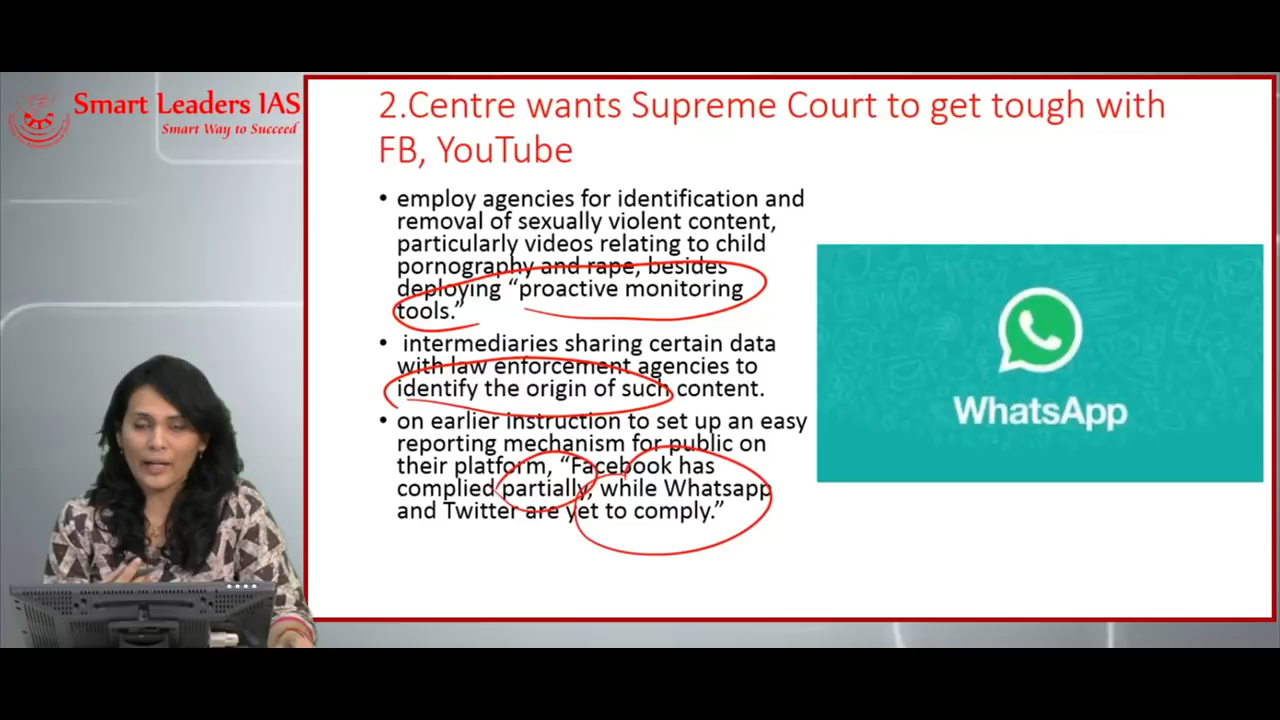 Smart Leaders IAS
Smart Way to Succeed
2.Centre wants Supreme Court to get tough with
FB, YouTube
• employ agencies for identification and
removal of sexually violent content,
particularly videos relating to child
pornography and rape, besides
deploying “proactive monitoring
tools.”
• intermediaries sharing certain data
with law enforcement agencies to
identify the origin of such content.
• on earlier instruction to set up an easy
reporting mechanism for public on
their platform, “Facebook has
complied partially, while Whatsapp
and Twitter are yet to comply.”
WhatsApp